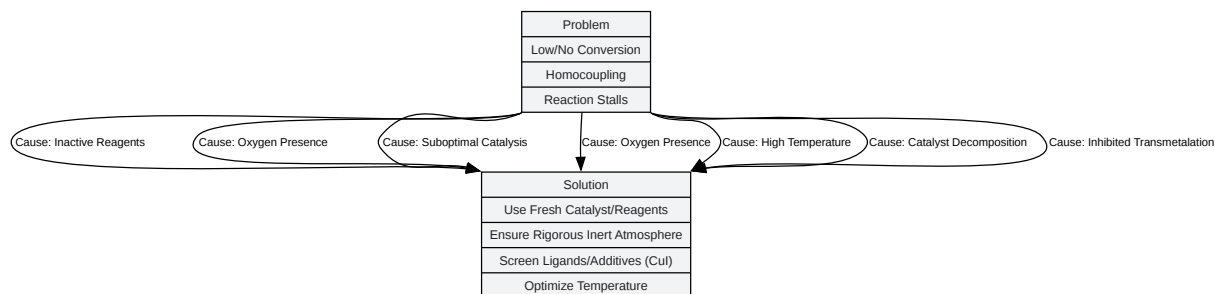 Problem
Low/No Conversion
Homocoupling
Reaction Stalls
Cause: Inactive Reagents
Cause: Oxygen Presence
Cause: Suboptimal Catalysis
Cause: Oxygen Presence
Cause: High Temperature
Cause: Catalyst Decomposition
Cause: Inhibited Transmetalation
Solution
Use Fresh Catalyst/Reagents
Ensure Rigorous Inert Atmosphere
Screen Ligands/Additives (CuI)
Optimize Temperature